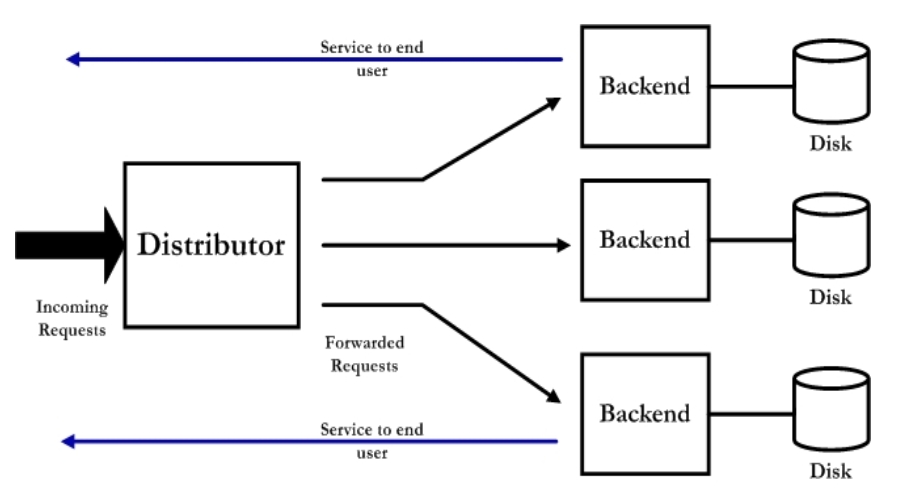 Service to end
user
Backend
Disk
Distributor
Backend
Disk
Incoming
Requests
Forwarded
Requests
Backend
Disk
Service to end
user